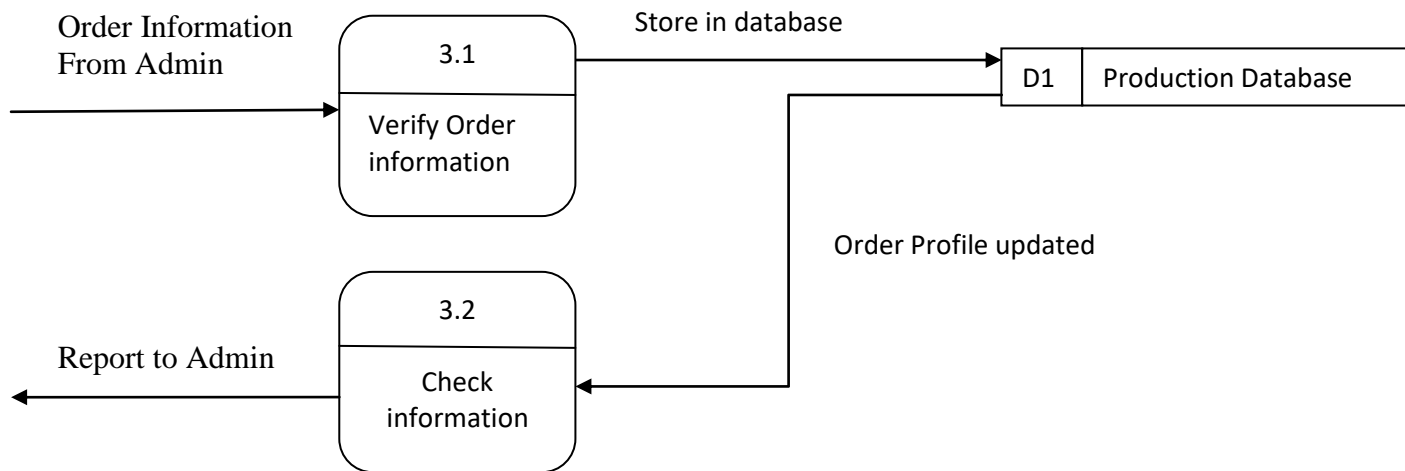 Order Information
From Admin
3.1
Verify Order
information
Store in database
D1
Production Database
Order Profile updated
3.2
Check
information
Report to Admin